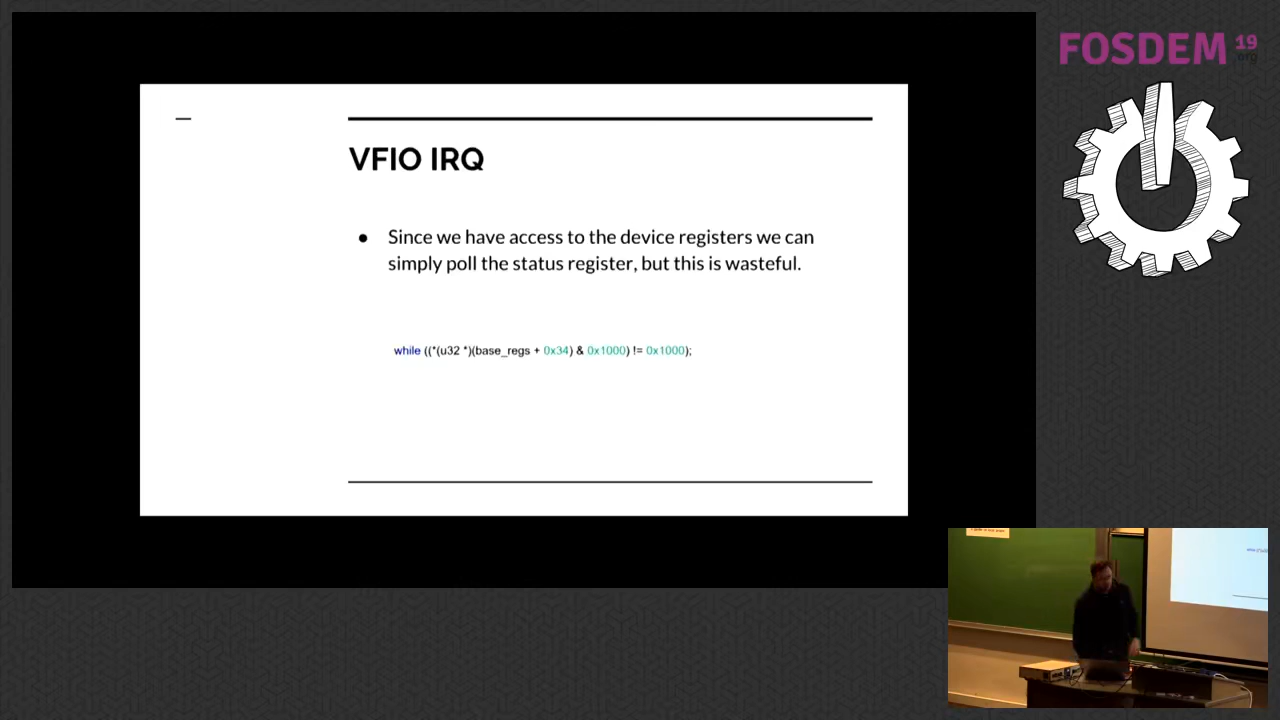 FOSDEM 19
.org
VFIO IRQ
● Since we have access to the device registers we can
simply poll the status register, but this is wasteful.
while ((*(u32 *)(base_regs + 0x34) & 0x1000) != 0x1000);